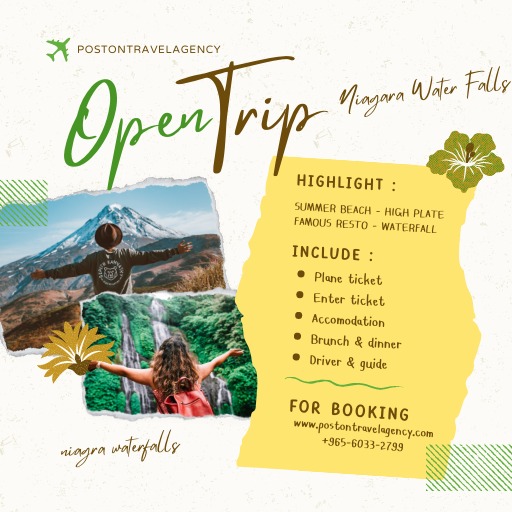 POSTONTRAVELAGENCY
OpenTrip
Niagara Water Falls
HIGHLIGHT :
SUMMER BEACH - HIGH PLATE
FAMOUS RESTO - WATERFALL
INCLUDE :
Plane ticket
Enter ticket
Accomodation
Brunch & dinner
Driver & guide
FOR BOOKING
www.postontravelagency.com
+965-6033-2799
niagra waterfalls